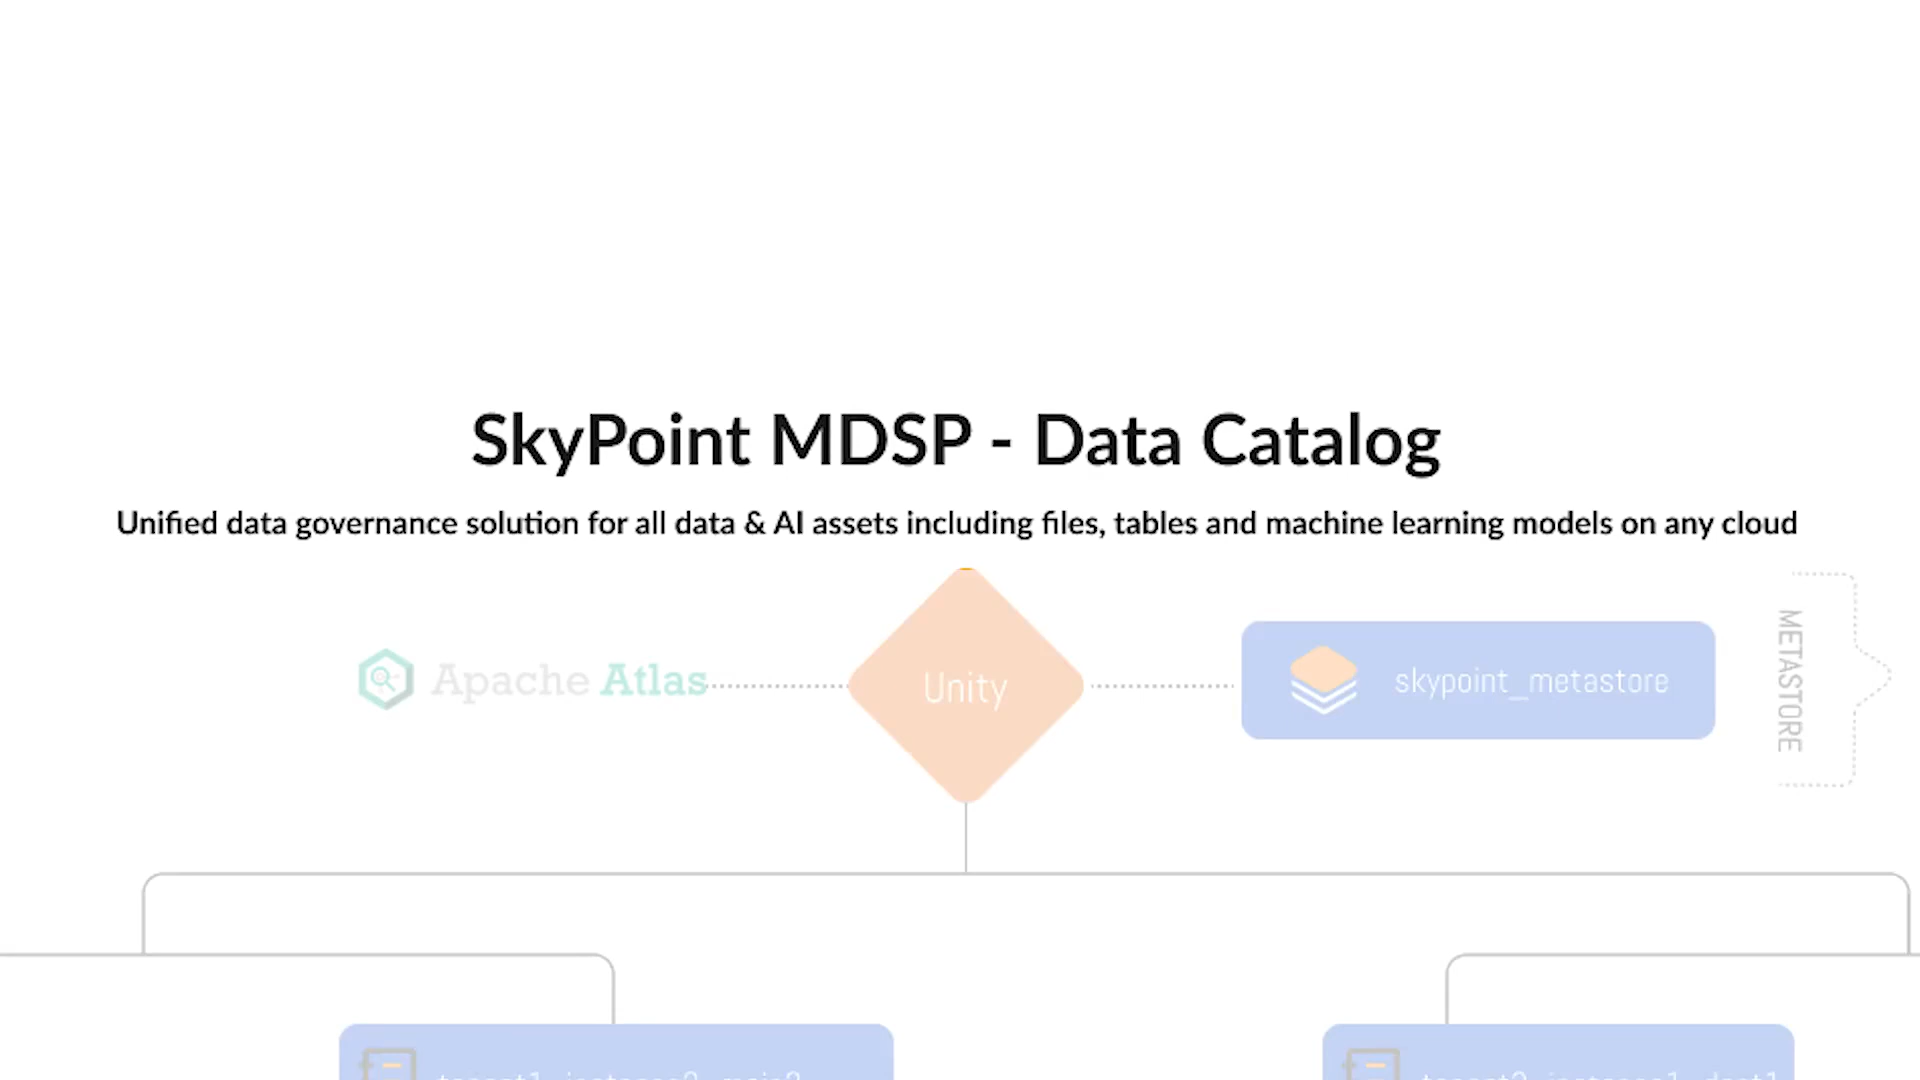 SkyPoint MDSP - Data Catalog
Unified data governance solution for all data & AI assets including files, tables and machine learning models on any cloud
Apache Atlas
Unity
skypoint_metastore
METASTORE